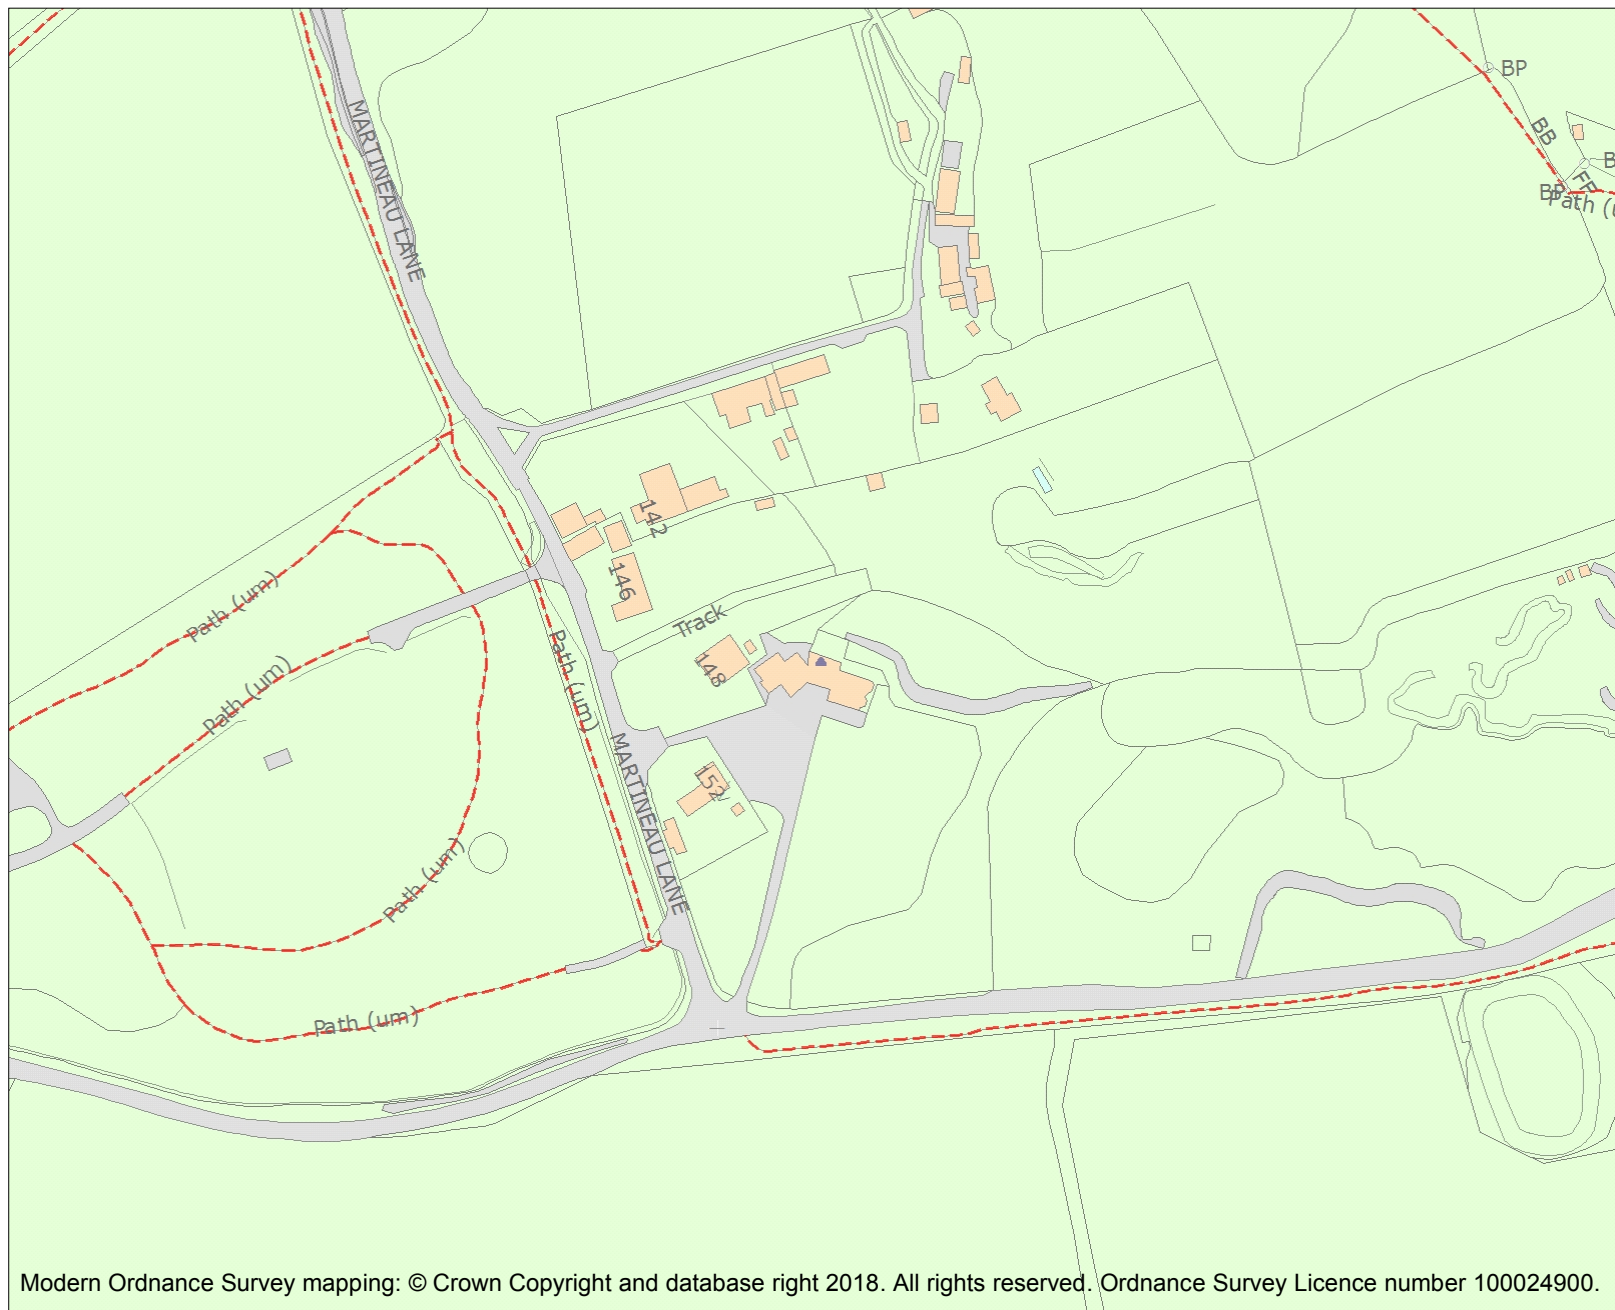 BP
MARTINEAU LANE
BB
B
FP
BP
Path (u
142
146
Path (um)
Track
Path (um)
148
Path (um)
MARTINEAU LANE
152
Path (um)
Path (um)
Modern Ordnance Survey mapping: © Crown Copyright and database right 2018. All rights reserved. Ordnance Survey Licence number 100024900.